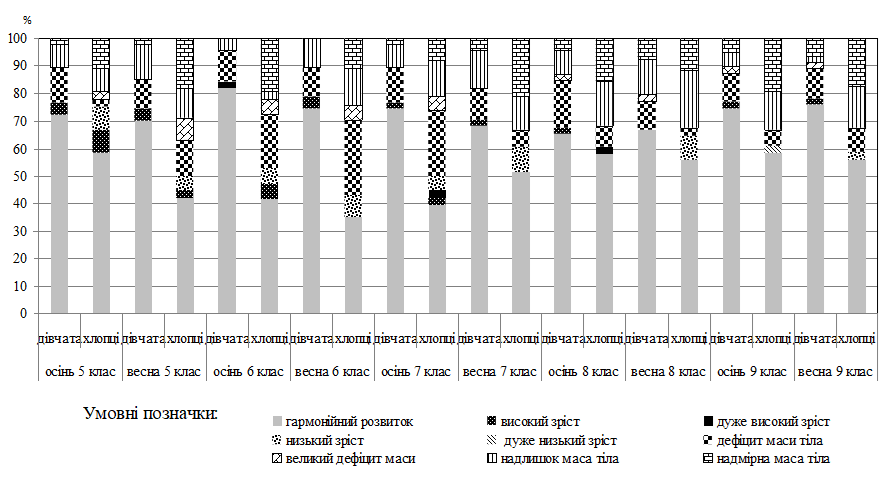 %
100
90
80
70
60
50
40
30
20
10
0
дівчата хлопці дівчата хлопці дівчата хлопці дівчата хлопці дівчата хлопці дівчата хлопці дівчата хлопці дівчата хлопці дівчата хлопці дівчата хлопці
осінь 5 клас весна 5 клас осінь 6 клас весна 6 клас осінь 7 клас весна 7 клас осінь 8 клас весна 8 клас осінь 9 клас весна 9 клас
Умовні позначки:
гармонійний розвиток високий зріст дуже високий зріст
низький зріст дуже низький зріст дефіцит маси тіла
великий дефіцит маси надлишок маса тіла надмірна маса тіла